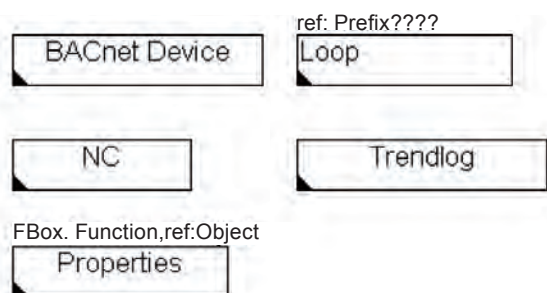 ref: Prefix????
BACnet Device
Loop
NC
Trendlog
FBox. Function,ref:Object
Properties